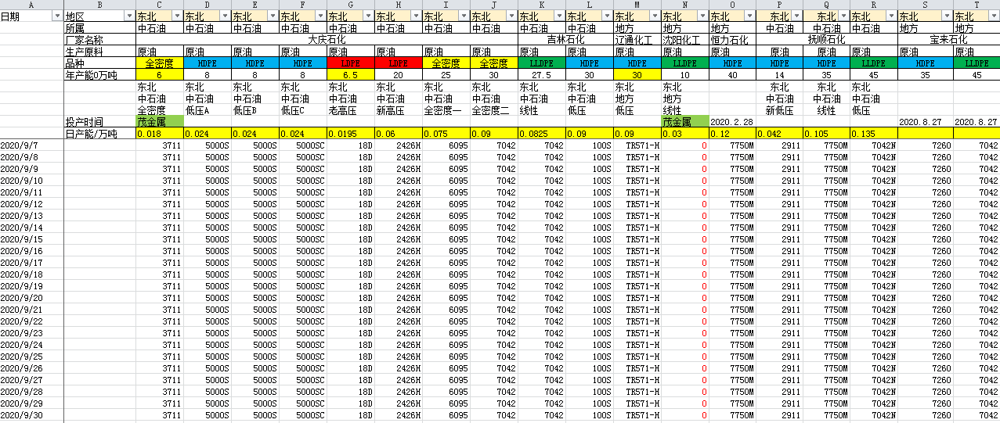 A B C D E F G H I J K L M N O P Q R S T
日期 地区 东北 东北 东北 东北 东北 东北 东北 东北 东北 东北 东北 东北 东北 东北 东北 东北 东北 东北
所属 中石油 中石油 中石油 中石油 中石油 中石油 中石油 中石油 中石油 中石油 地方 地方 地方 中石油 中石油 中石油 地方 地方
厂家名称 大庆石化 吉林石化 辽通化工 沈阳化工 恒力石化 抚顺石化 宝来石化
生产原料 原油 原油 原油 原油 原油 原油 原油 原油 原油 原油 原油 原油 原油 原油 原油 原油 原油 原油
品种 全密度 HDPE HDPE HDPE LDPE LDPE 全密度 全密度 LLDPE HDPE HDPE LLDPE HDPE HDPE HDPE LLDPE HDPE LLDPE
年产能0万吨 6 8 8 8 6.5 20 25 30 27.5 30 30 10 40 14 35 45 35 45
东北 东北 东北 东北 东北 东北 东北 东北 东北 东北 东北 东北 东北 东北 东北
中石油 中石油 中石油 中石油 中石油 中石油 中石油 中石油 中石油 中石油 地方 地方 中石油 中石油 中石油
全密度 低压A 低压B 低压C 老高压 新高压 全密度一 全密度二 线性 低压 低压 线性 新低压 线性 低压
投产时间 茂金属 茂金属 2020.2.28 2020.8.27 2020.8.27
日产能/万吨 0.018 0.024 0.024 0.024 0.0195 0.06 0.075 0.09 0.0825 0.09 0.09 0.03 0.12 0.042 0.105 0.135
2020/9/7 3711 5000S 5000S 5000SC 18D 2426H 6095 7042 7042 100S TR571-H 0 7750M 2911 7750M 7042N 7260 7042
2020/9/8 3711 5000S 5000S 5000SC 18D 2426H 6095 7042 7042 100S TR571-H 0 7750M 2911 7750M 7042N 7260 7042
2020/9/9 3711 5000S 5000S 5000SC 18D 2426H 6095 7042 7042 100S TR571-H 0 7750M 2911 7750M 7042N 7260 7042
2020/9/10 3711 5000S 5000S 5000SC 18D 2426H 6095 7042 7042 100S TR571-H 0 7750M 2911 7750M 7042N 7260 7042
2020/9/11 3711 5000S 5000S 5000SC 18D 2426H 6095 7042 7042 100S TR571-H 0 7750M 2911 7750M 7042N 7260 7042
2020/9/12 3711 5000S 5000S 5000SC 18D 2426H 6095 7042 7042 100S TR571-H 0 7750M 2911 7750M 7042N 7260 7042
2020/9/13 3711 5000S 5000S 5000SC 18D 2426H 6095 7042 7042 100S TR571-H 0 7750M 2911 7750M 7042N 7260 7042
2020/9/14 3711 5000S 5000S 5000SC 18D 2426H 6095 7042 7042 100S TR571-H 0 7750M 2911 7750M 7042N 7260 7042
2020/9/15 3711 5000S 5000S 5000SC 18D 2426H 6095 7042 7042 100S TR571-H 0 7750M 2911 7750M 7042N 7260 7042
2020/9/16 3711 5000S 5000S 5000SC 18D 2426H 6095 7042 7042 100S TR571-H 0 7750M 2911 7750M 7042N 7260 7042
2020/9/17 3711 5000S 5000S 5000SC 18D 2426H 6095 7042 7042 100S TR571-H 0 7750M 2911 7750M 7042N 7260 7042
2020/9/18 3711 5000S 5000S 5000SC 18D 2426H 6095 7042 7042 100S TR571-H 0 7750M 2911 7750M 7042N 7260 7042
2020/9/19 3711 5000S 5000S 5000SC 18D 2426H 6095 7042 7042 100S TR571-H 0 7750M 2911 7750M 7042N 7260 7042
2020/9/20 3711 5000S 5000S 5000SC 18D 2426H 6095 7042 7042 100S TR571-H 0 7750M 2911 7750M 7042N 7260 7042
2020/9/21 3711 5000S 5000S 5000SC 18D 2426H 6095 7042 7042 100S TR571-H 0 7750M 2911 7750M 7042N 7260 7042
2020/9/22 3711 5000S 5000S 5000SC 18D 2426H 6095 7042 7042 100S TR571-H 0 7750M 2911 7750M 7042N 7260 7042
2020/9/23 3711 5000S 5000S 5000SC 18D 2426H 6095 7042 7042 100S TR571-H 0 7750M 2911 7750M 7042N 7260 7042
2020/9/24 3711 5000S 5000S 5000SC 18D 2426H 6095 7042 7042 100S TR571-H 0 7750M 2911 7750M 7042N 7260 7042
2020/9/25 3711 5000S 5000S 5000SC 18D 2426H 6095 7042 7042 100S TR571-H 0 7750M 2911 7750M 7042N 7260 7042
2020/9/26 3711 5000S 5000S 5000SC 18D 2426H 6095 7042 7042 100S TR571-H 0 7750M 2911 7750M 7042N 7260 7042
2020/9/27 3711 5000S 5000S 5000SC 18D 2426H 6095 7042 7042 100S TR571-H 0 7750M 2911 7750M 7042N 7260 7042
2020/9/28 3711 5000S 5000S 5000SC 18D 2426H 6095 7042 7042 100S TR571-H 0 7750M 2911 7750M 7042N 7260 7042
2020/9/29 3711 5000S 5000S 5000SC 18D 2426H 6095 7042 7042 100S TR571-H 0 7750M 2911 7750M 7042N 7260 7042
2020/9/30 3711 5000S 5000S 5000SC 18D 2426H 6095 7042 7042 100S TR571-H 0 7750M 2911 7750M 7042N 7260 7042